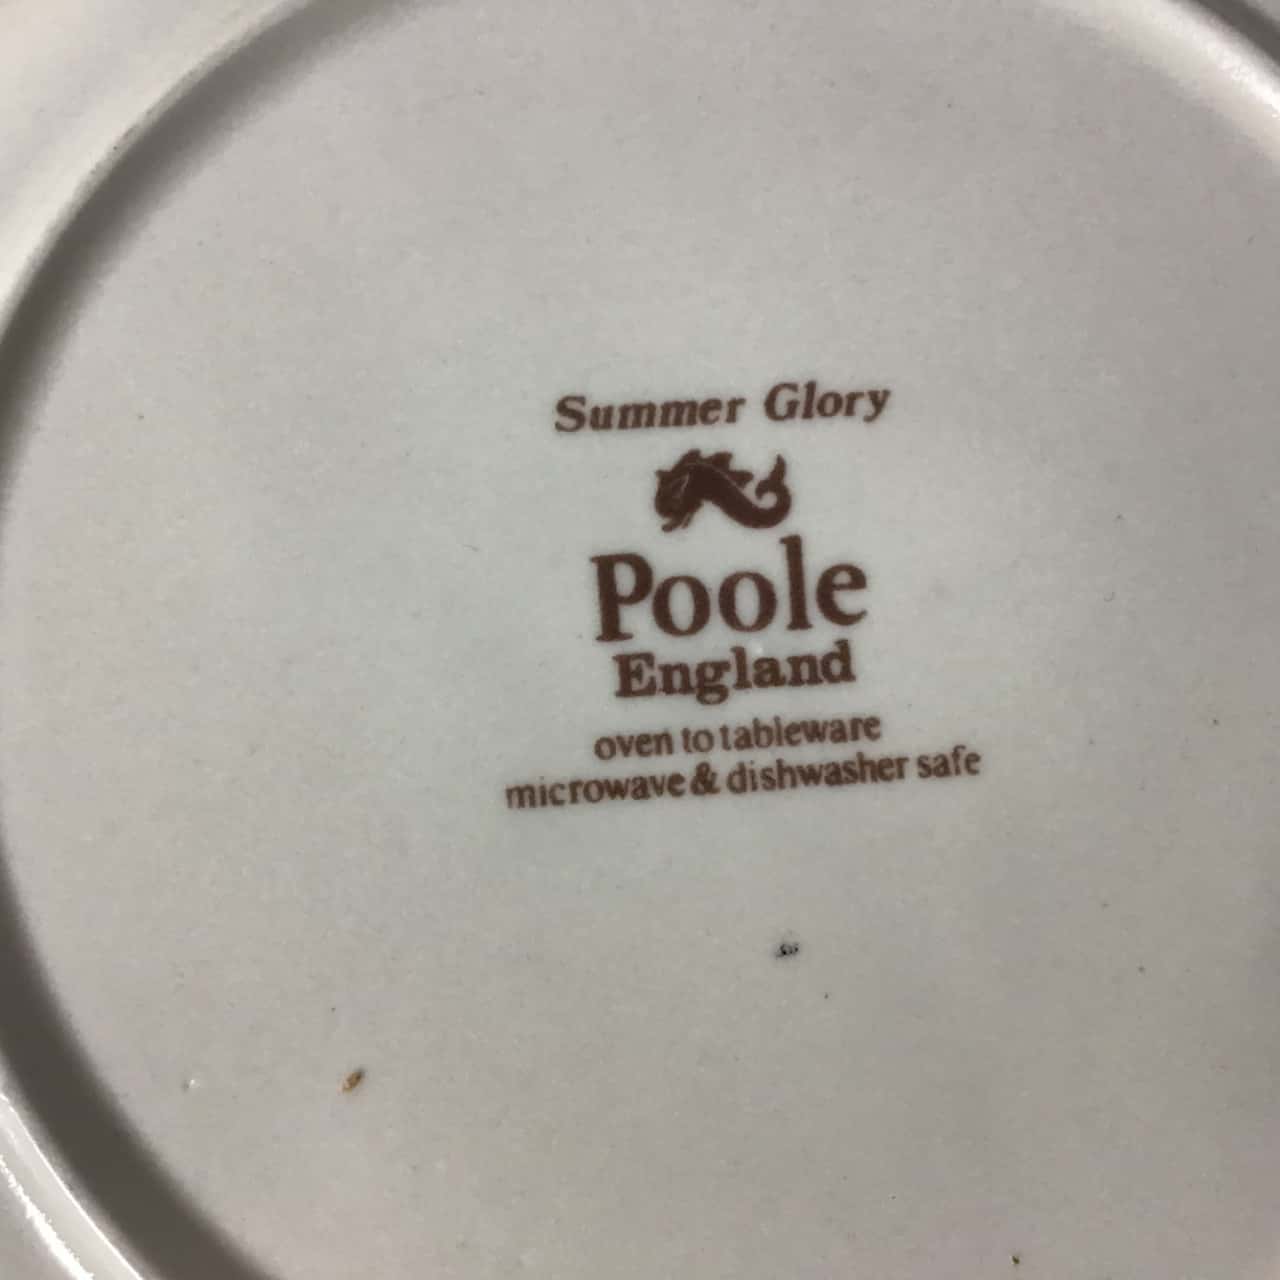 Summer Glory
Poole
England
oven to tableware
microwave & dishwasher safe